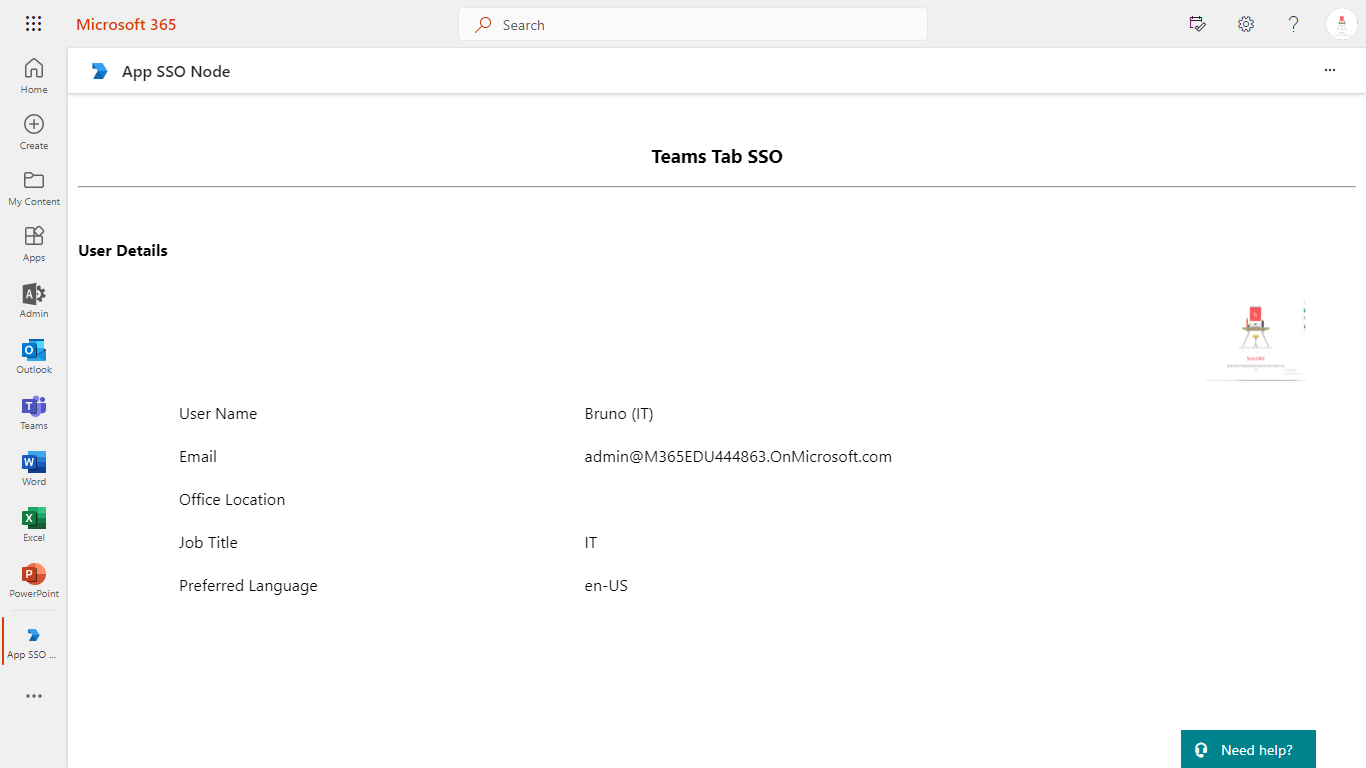 Microsoft 365
Search
Home
Create
My Content
Apps
Admin
Outlook
Teams
Word
Excel
PowerPoint
App SSO ...
App SSO Node
Teams Tab SSO
User Details
User Name Bruno (IT)
Email admin@M365EDU444863.OnMicrosoft.com
Office Location
Job Title IT
Preferred Language en-US
Need help?